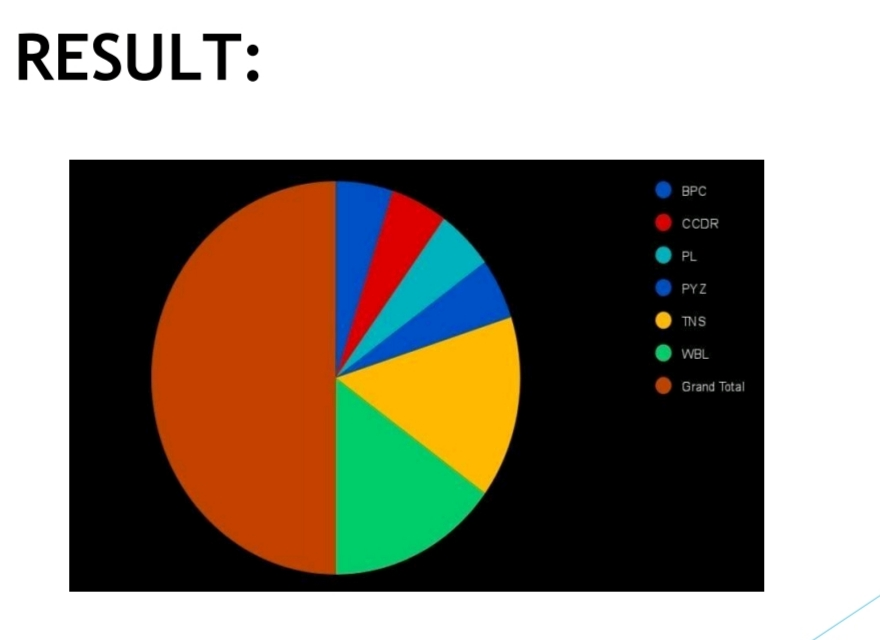 RESULT:
BPC
CCDR
PL
PYZ
TNS
WBL
Grand Total